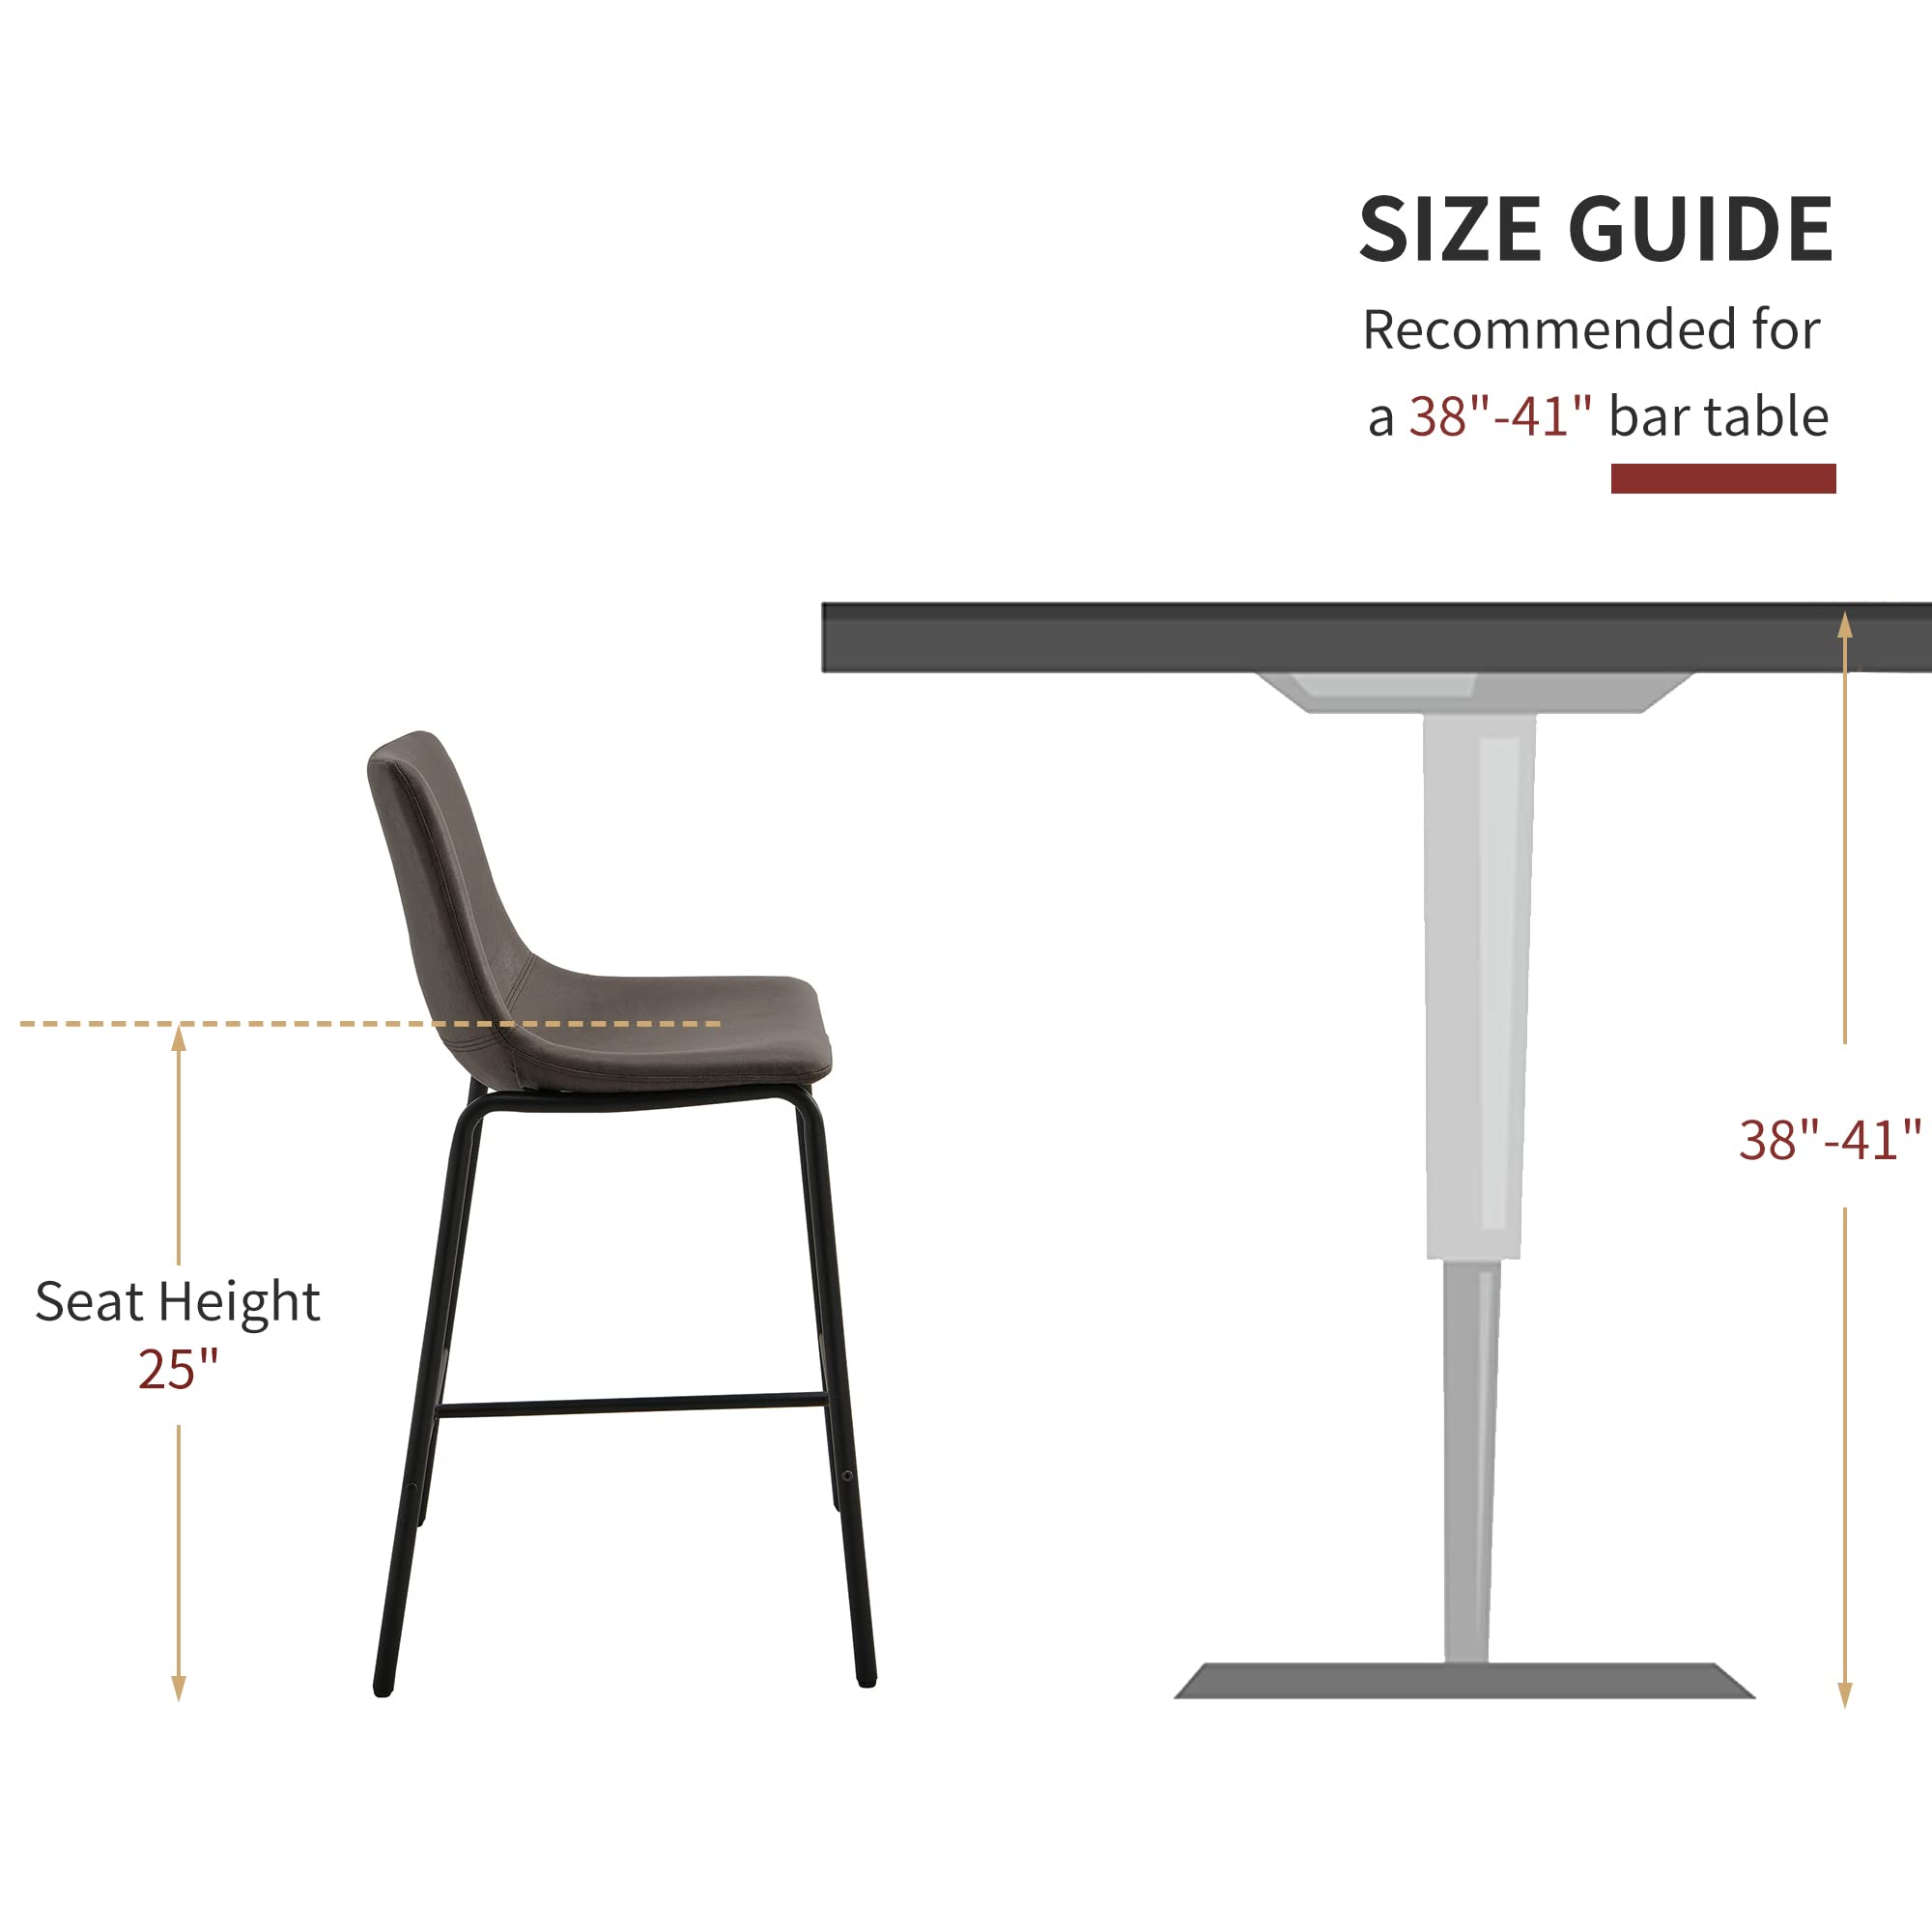 SIZE GUIDE
Recommended for
a 38"-41" bar table
38"-41"
Seat Height
25"